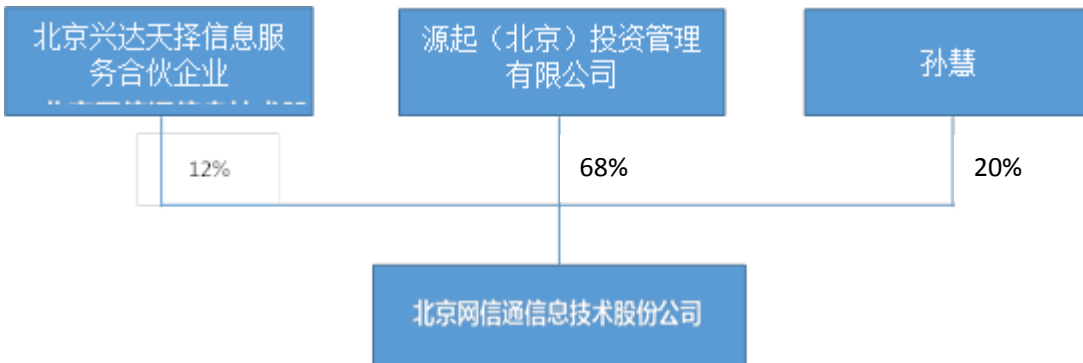 北京兴达天择信息服
务合伙企业
源起（北京）投资管理
有限公司
孙慧
12%
68%
20%
北京网信通信息技术股份公司